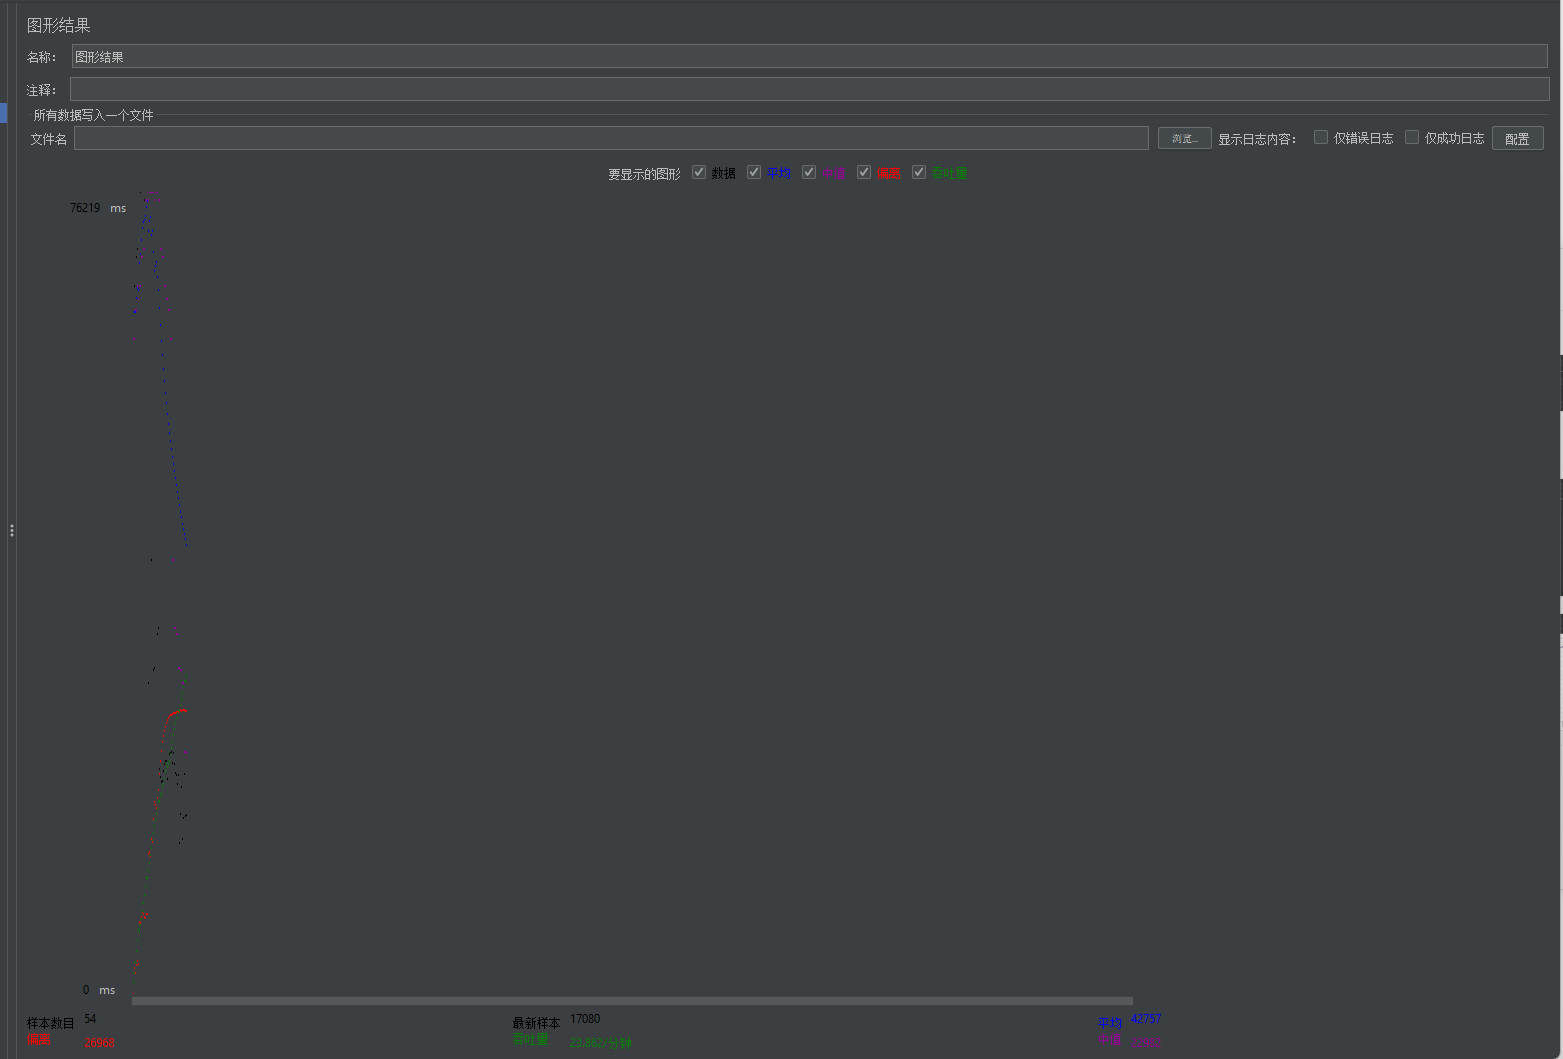 图形结果
名称： 图形结果
注释：
所有数据写入一个文件
文件名 浏览... 显示日志内容： 仅错误日志 仅成功日志 配置
要显示的图形 数据 平均 中值 偏离 吞吐量
76219 ms
0 ms
样本数目 54 最新样本 17080 平均 42757
偏离 26968 吞吐量 23.862/分钟 中值